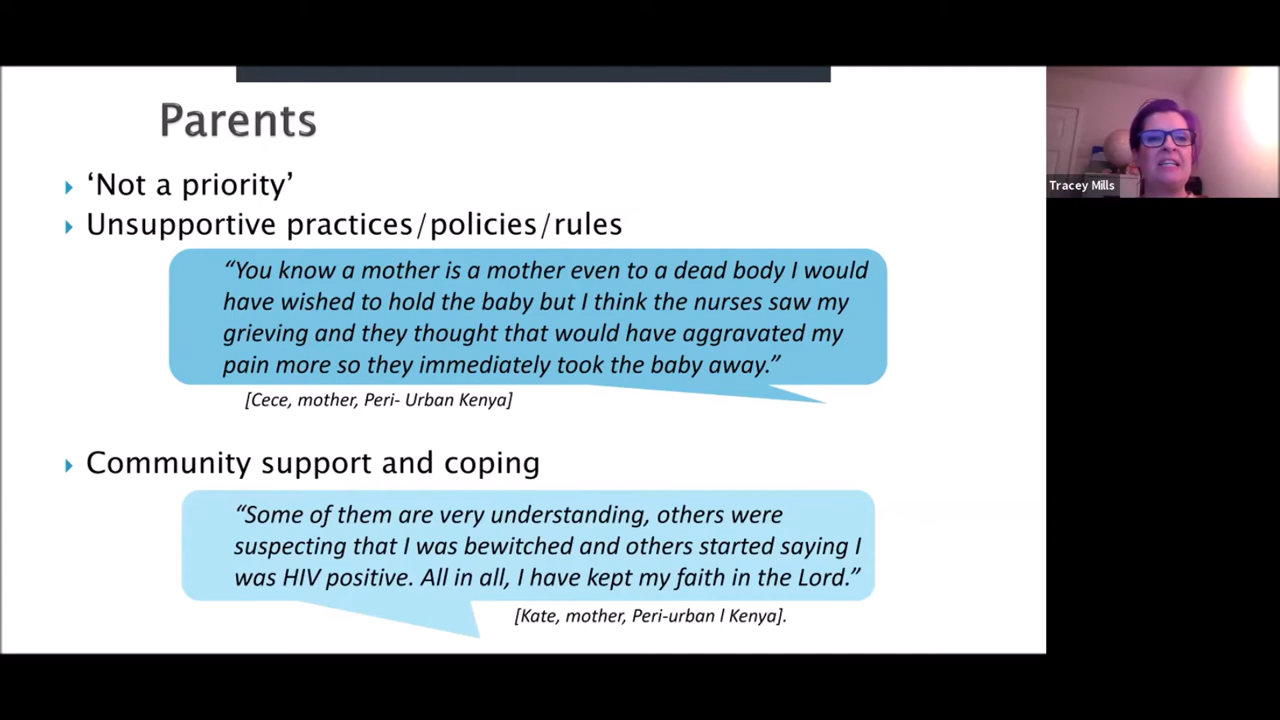 Parents
‘Not a priority’
Unsupportive practices/policies/rules
“You know a mother is a mother even to a dead body I would
have wished to hold the baby but I think the nurses saw my
grieving and they thought that would have aggravated my
pain more so they immediately took the baby away.”
[Cece, mother, Peri- Urban Kenya]
Community support and coping
“Some of them are very understanding, others were
suspecting that I was bewitched and others started saying I
was HIV positive. All in all, I have kept my faith in the Lord.”
[Kate, mother, Peri-urban l Kenya].
Tracey Mills